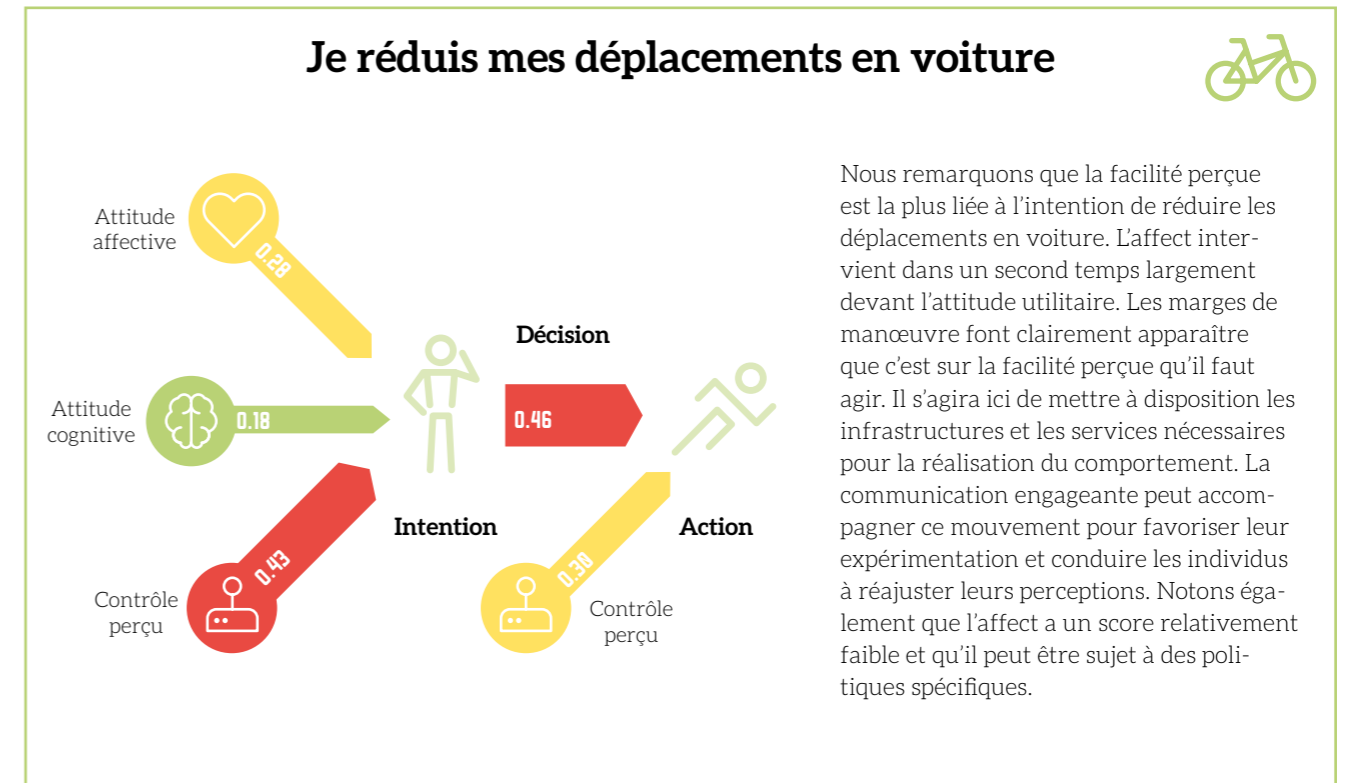 Je réduis mes déplacements en voiture
Attitude
affective
0.28
Attitude
cognitive
0.18
Contrôle
perçu
0.43
Intention
Décision
0.46
Action
0.30
Contrôle
perçu
Nous remarquons que la facilité perçue
est la plus liée à l’intention de réduire les
déplacements en voiture. L’affect inter-
vient dans un second temps largement
devant l’attitude utilitaire. Les marges de
manœuvre font clairement apparaître
que c’est sur la facilité perçue qu’il faut
agir. Il s’agira ici de mettre à disposition les
infrastructures et les services nécessaires
pour la réalisation du comportement. La
communication engageante peut accom-
pagner ce mouvement pour favoriser leur
expérimentation et conduire les individus
à réajuster leurs perceptions. Notons éga-
lement que l’affect a un score relativement
faible et qu’il peut être sujet à des poli-
tiques spécifiques.